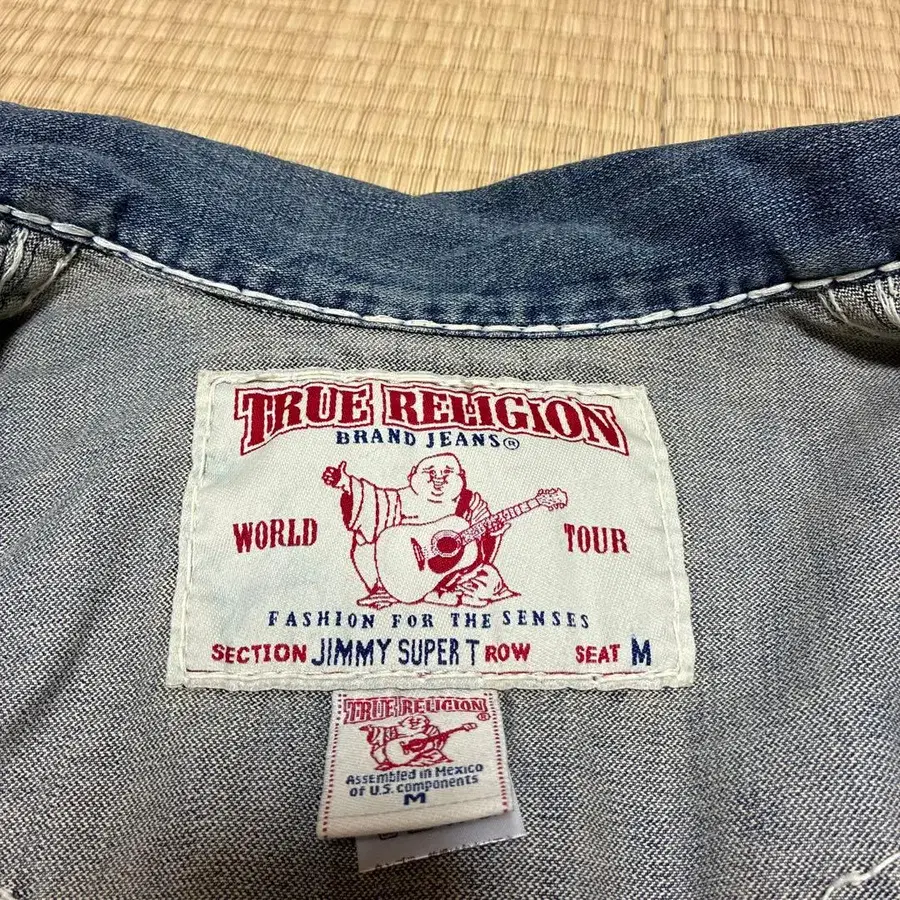 TRUE RELIGION
BRAND JEANS®
WORLD TOUR
FASHION FOR THE SENSES
SECTION JIMMY SUPER T ROW SEAT M
TRUE RELIGION®
Assembled in Mexico
of U.S. components
M